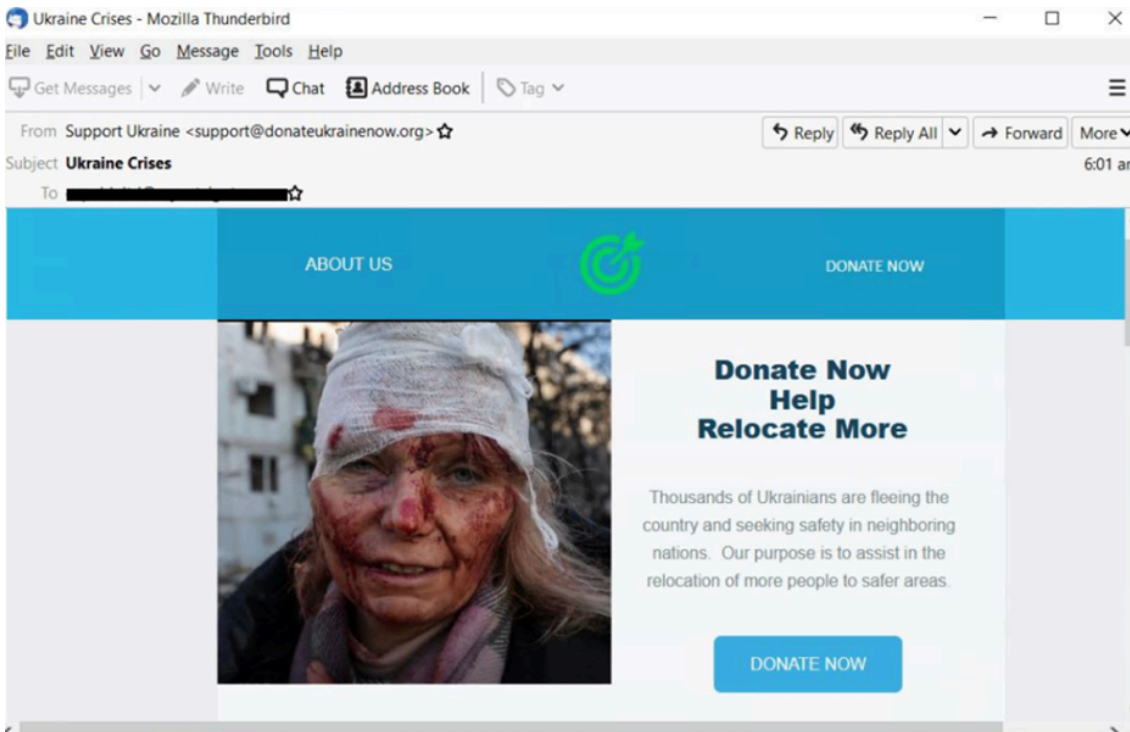 Ukraine Crises - Mozilla Thunderbird
File Edit View Go Message Tools Help
Get Messages Write Chat Address Book Tag
From Support Ukraine <support@donateukrainenow.org> Reply Reply All Forward More
Subject Ukraine Crises 6:01 am
To
ABOUT US DONATE NOW
Donate Now
Help
Relocate More
Thousands of Ukrainians are fleeing the
country and seeking safety in neighboring
nations. Our purpose is to assist in the
relocation of more people to safer areas.
DONATE NOW